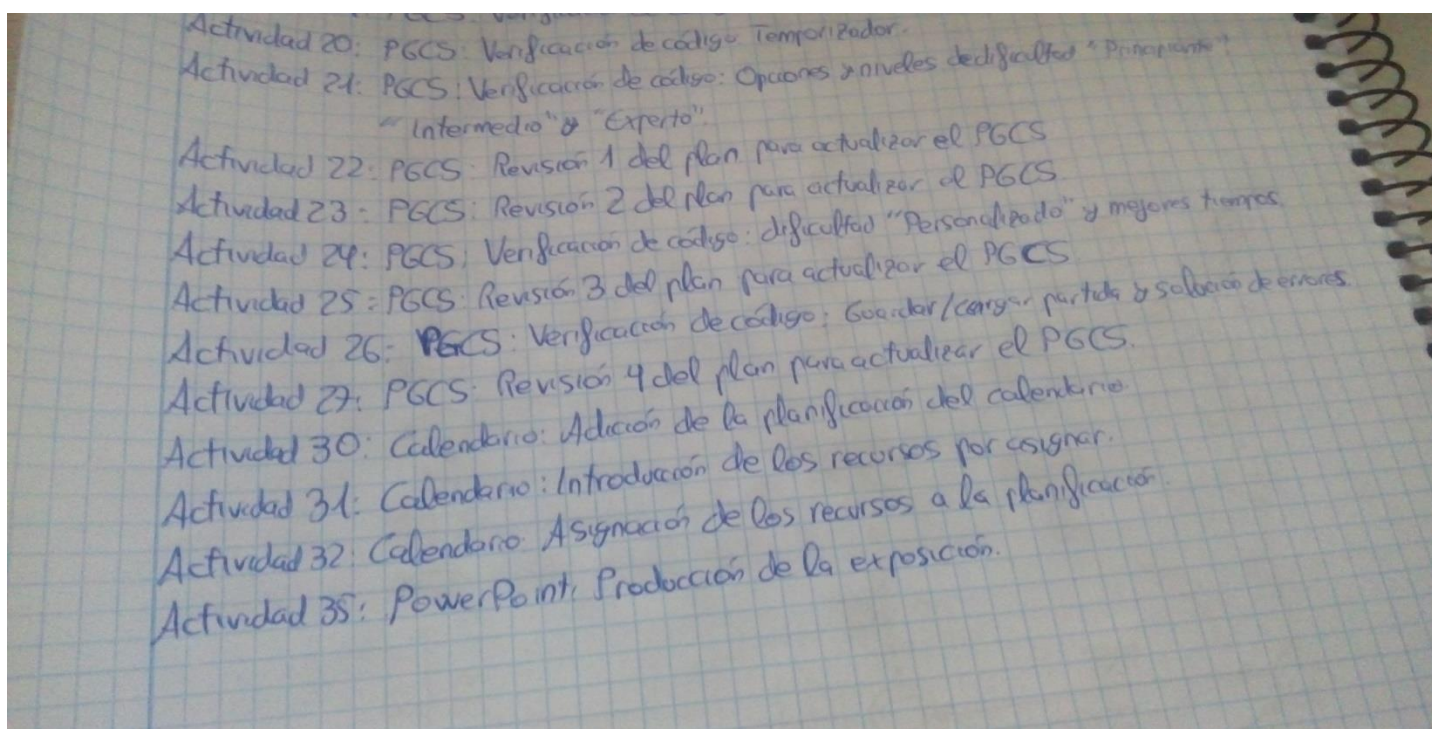 Actividad 20: PGCS: Verificación de código Temporizador.
Actividad 21: PGCS: Verificación de código: Opciones y niveles de dificultad "Principiante"
"Intermedio" y "Experto"
Actividad 22: PGCS: Revisión 1 del plan para actualizar el PGCS
Actividad 23: PGCS: Revisión 2 del plan para actualizar el PGCS
Actividad 24: PGCS: Verificación de código: dificultad "Personalizado" y mejores tiempos.
Actividad 25: PGCS: Revisión 3 del plan para actualizar el PGCS
Actividad 26: PGCS: Verificación de código: Guardar/cargar partida y solución de errores.
Actividad 27: PGCS: Revisión 4 del plan para actualizar el PGCS.
Actividad 30: Calendario: Adición de la planificación del calendario.
Actividad 31: Calendario: Introducción de los recursos por asignar.
Actividad 32: Calendario: Asignación de los recursos a la planificación.
Actividad 35: PowerPoint: Producción de la exposición.